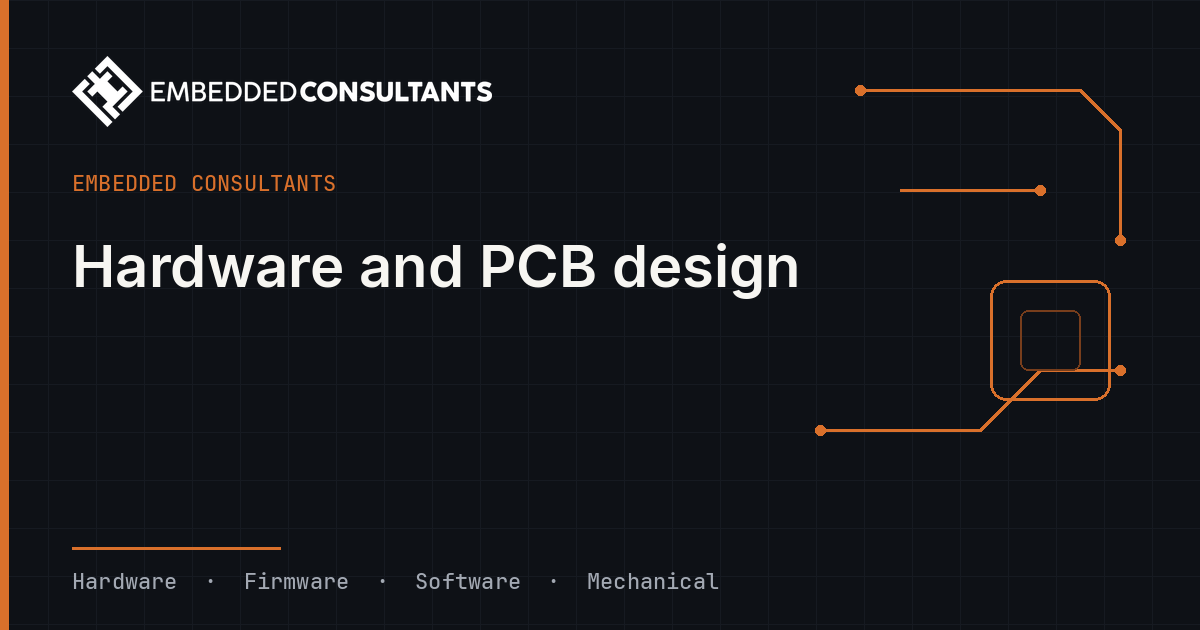 EMBEDDEDCONSULTANTS
EMBEDDED CONSULTANTS
Hardware and PCB design
Hardware · Firmware · Software · Mechanical